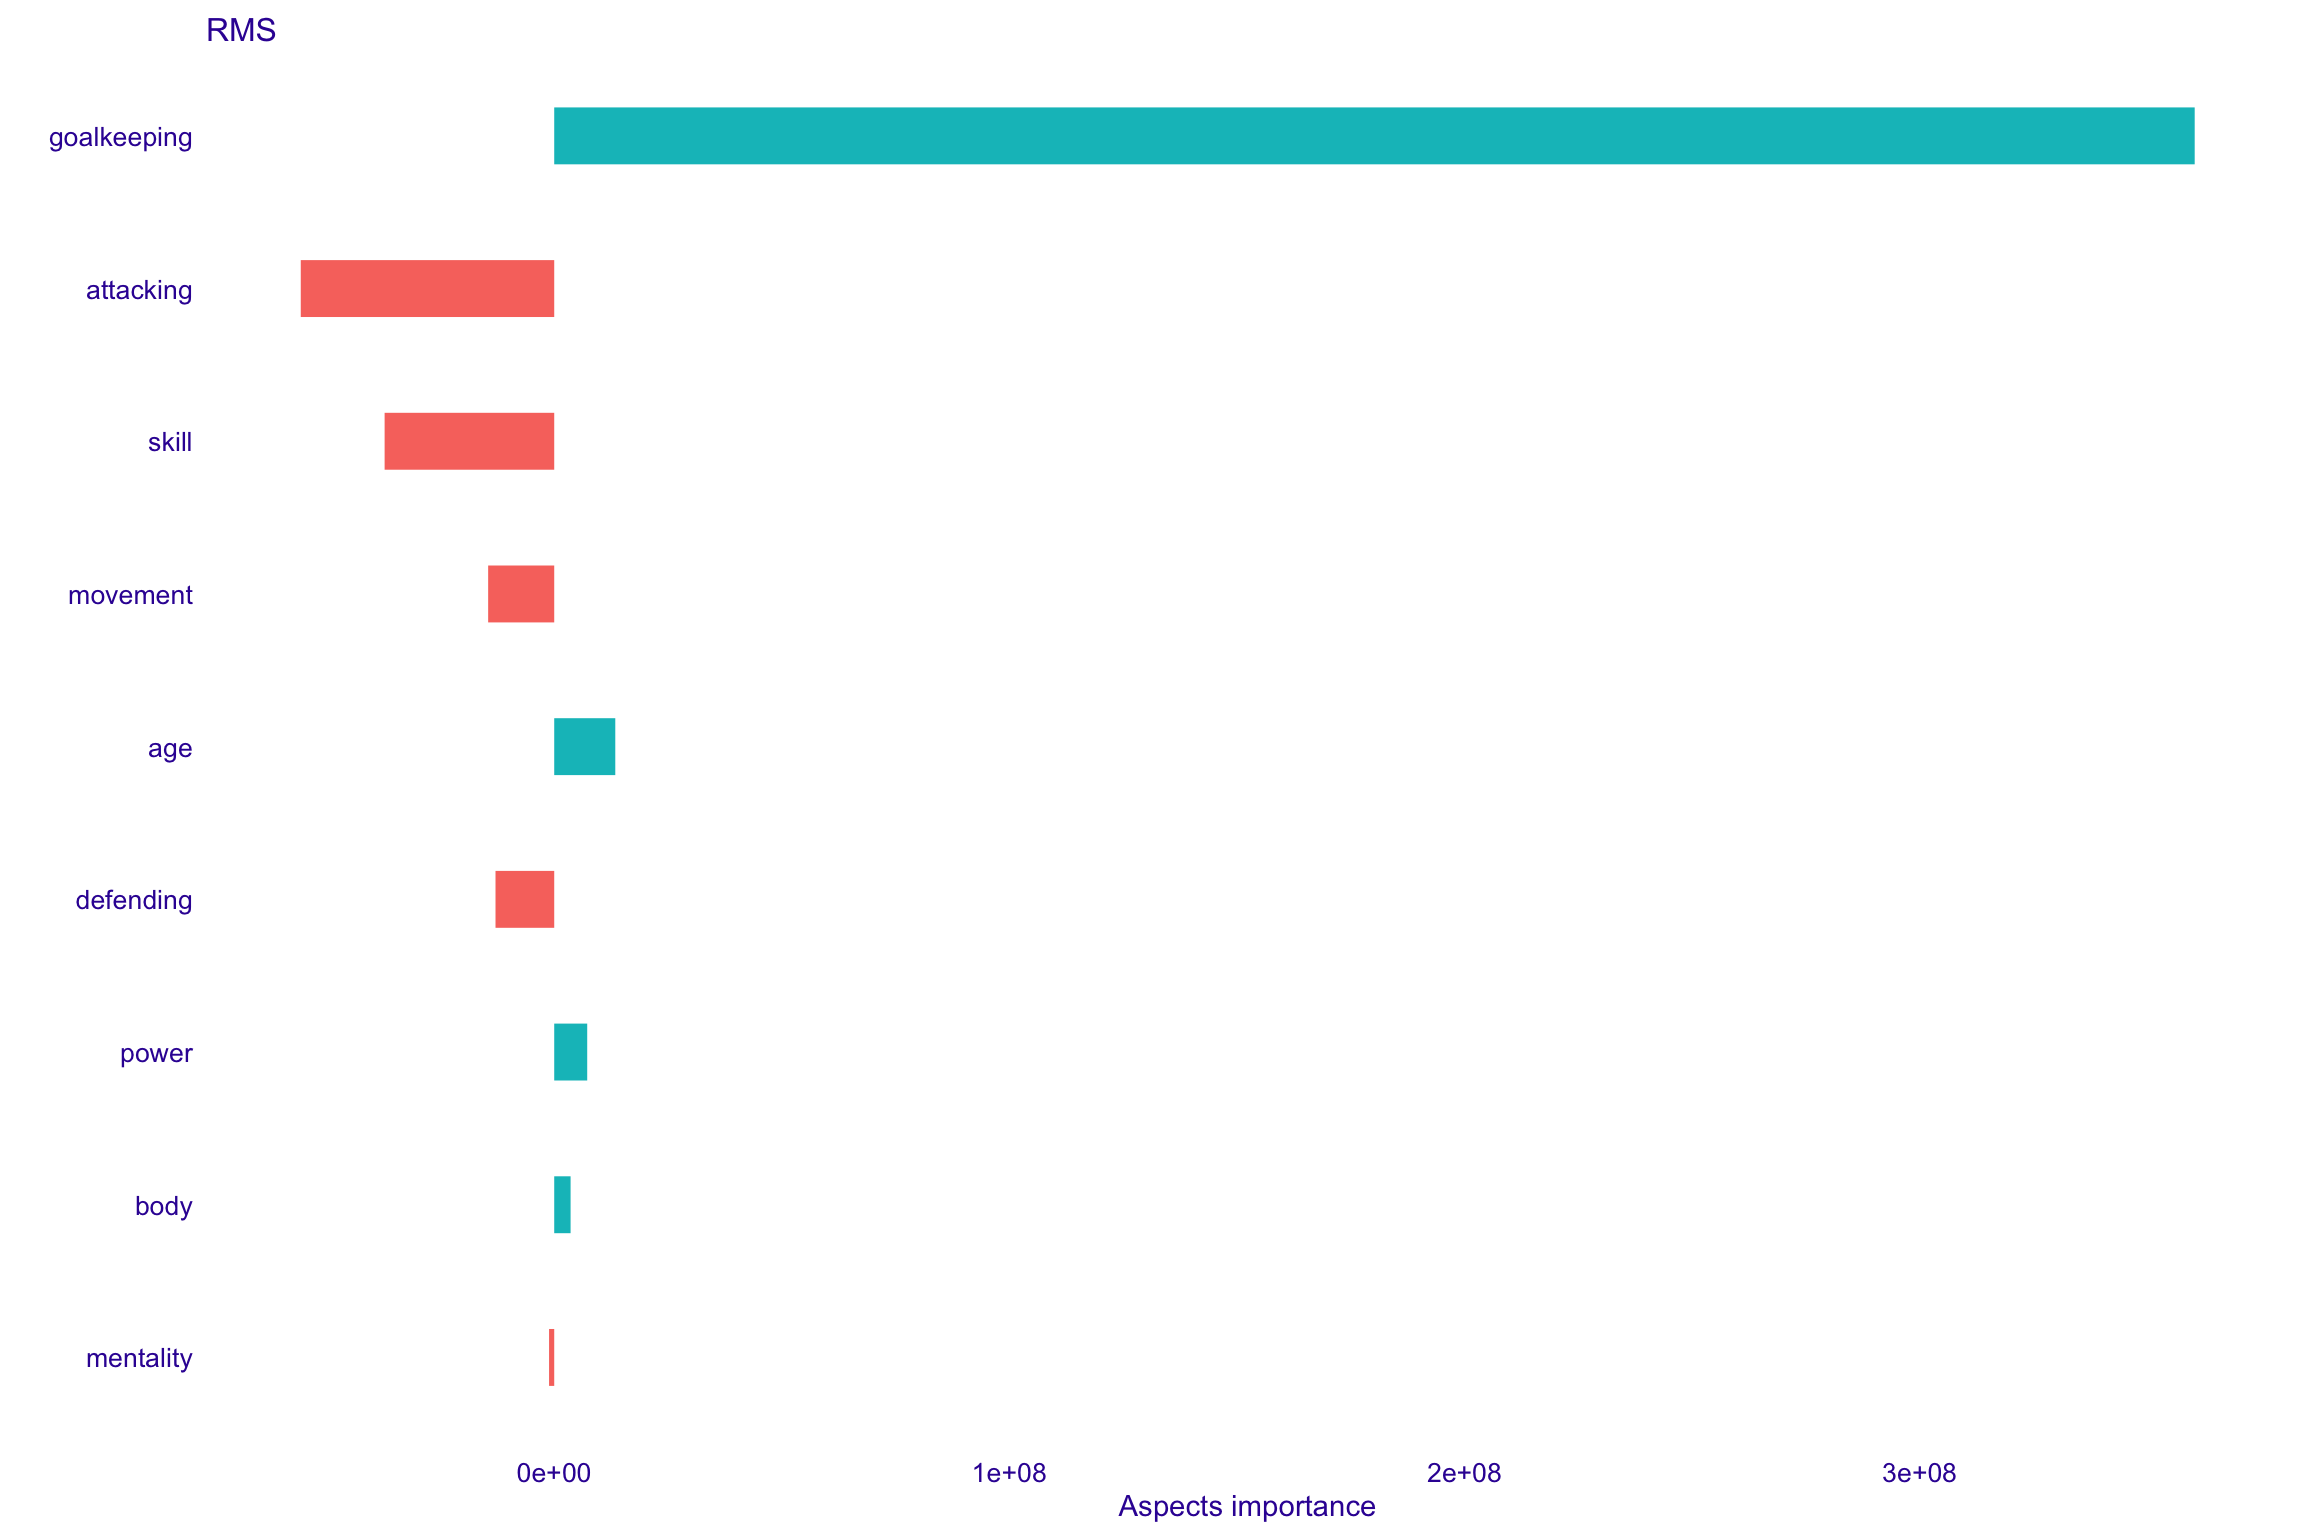 RMS
goalkeeping
attacking
skill
movement
age
defending
power
body
mentality
0e+00 1e+08 2e+08 3e+08
Aspects importance